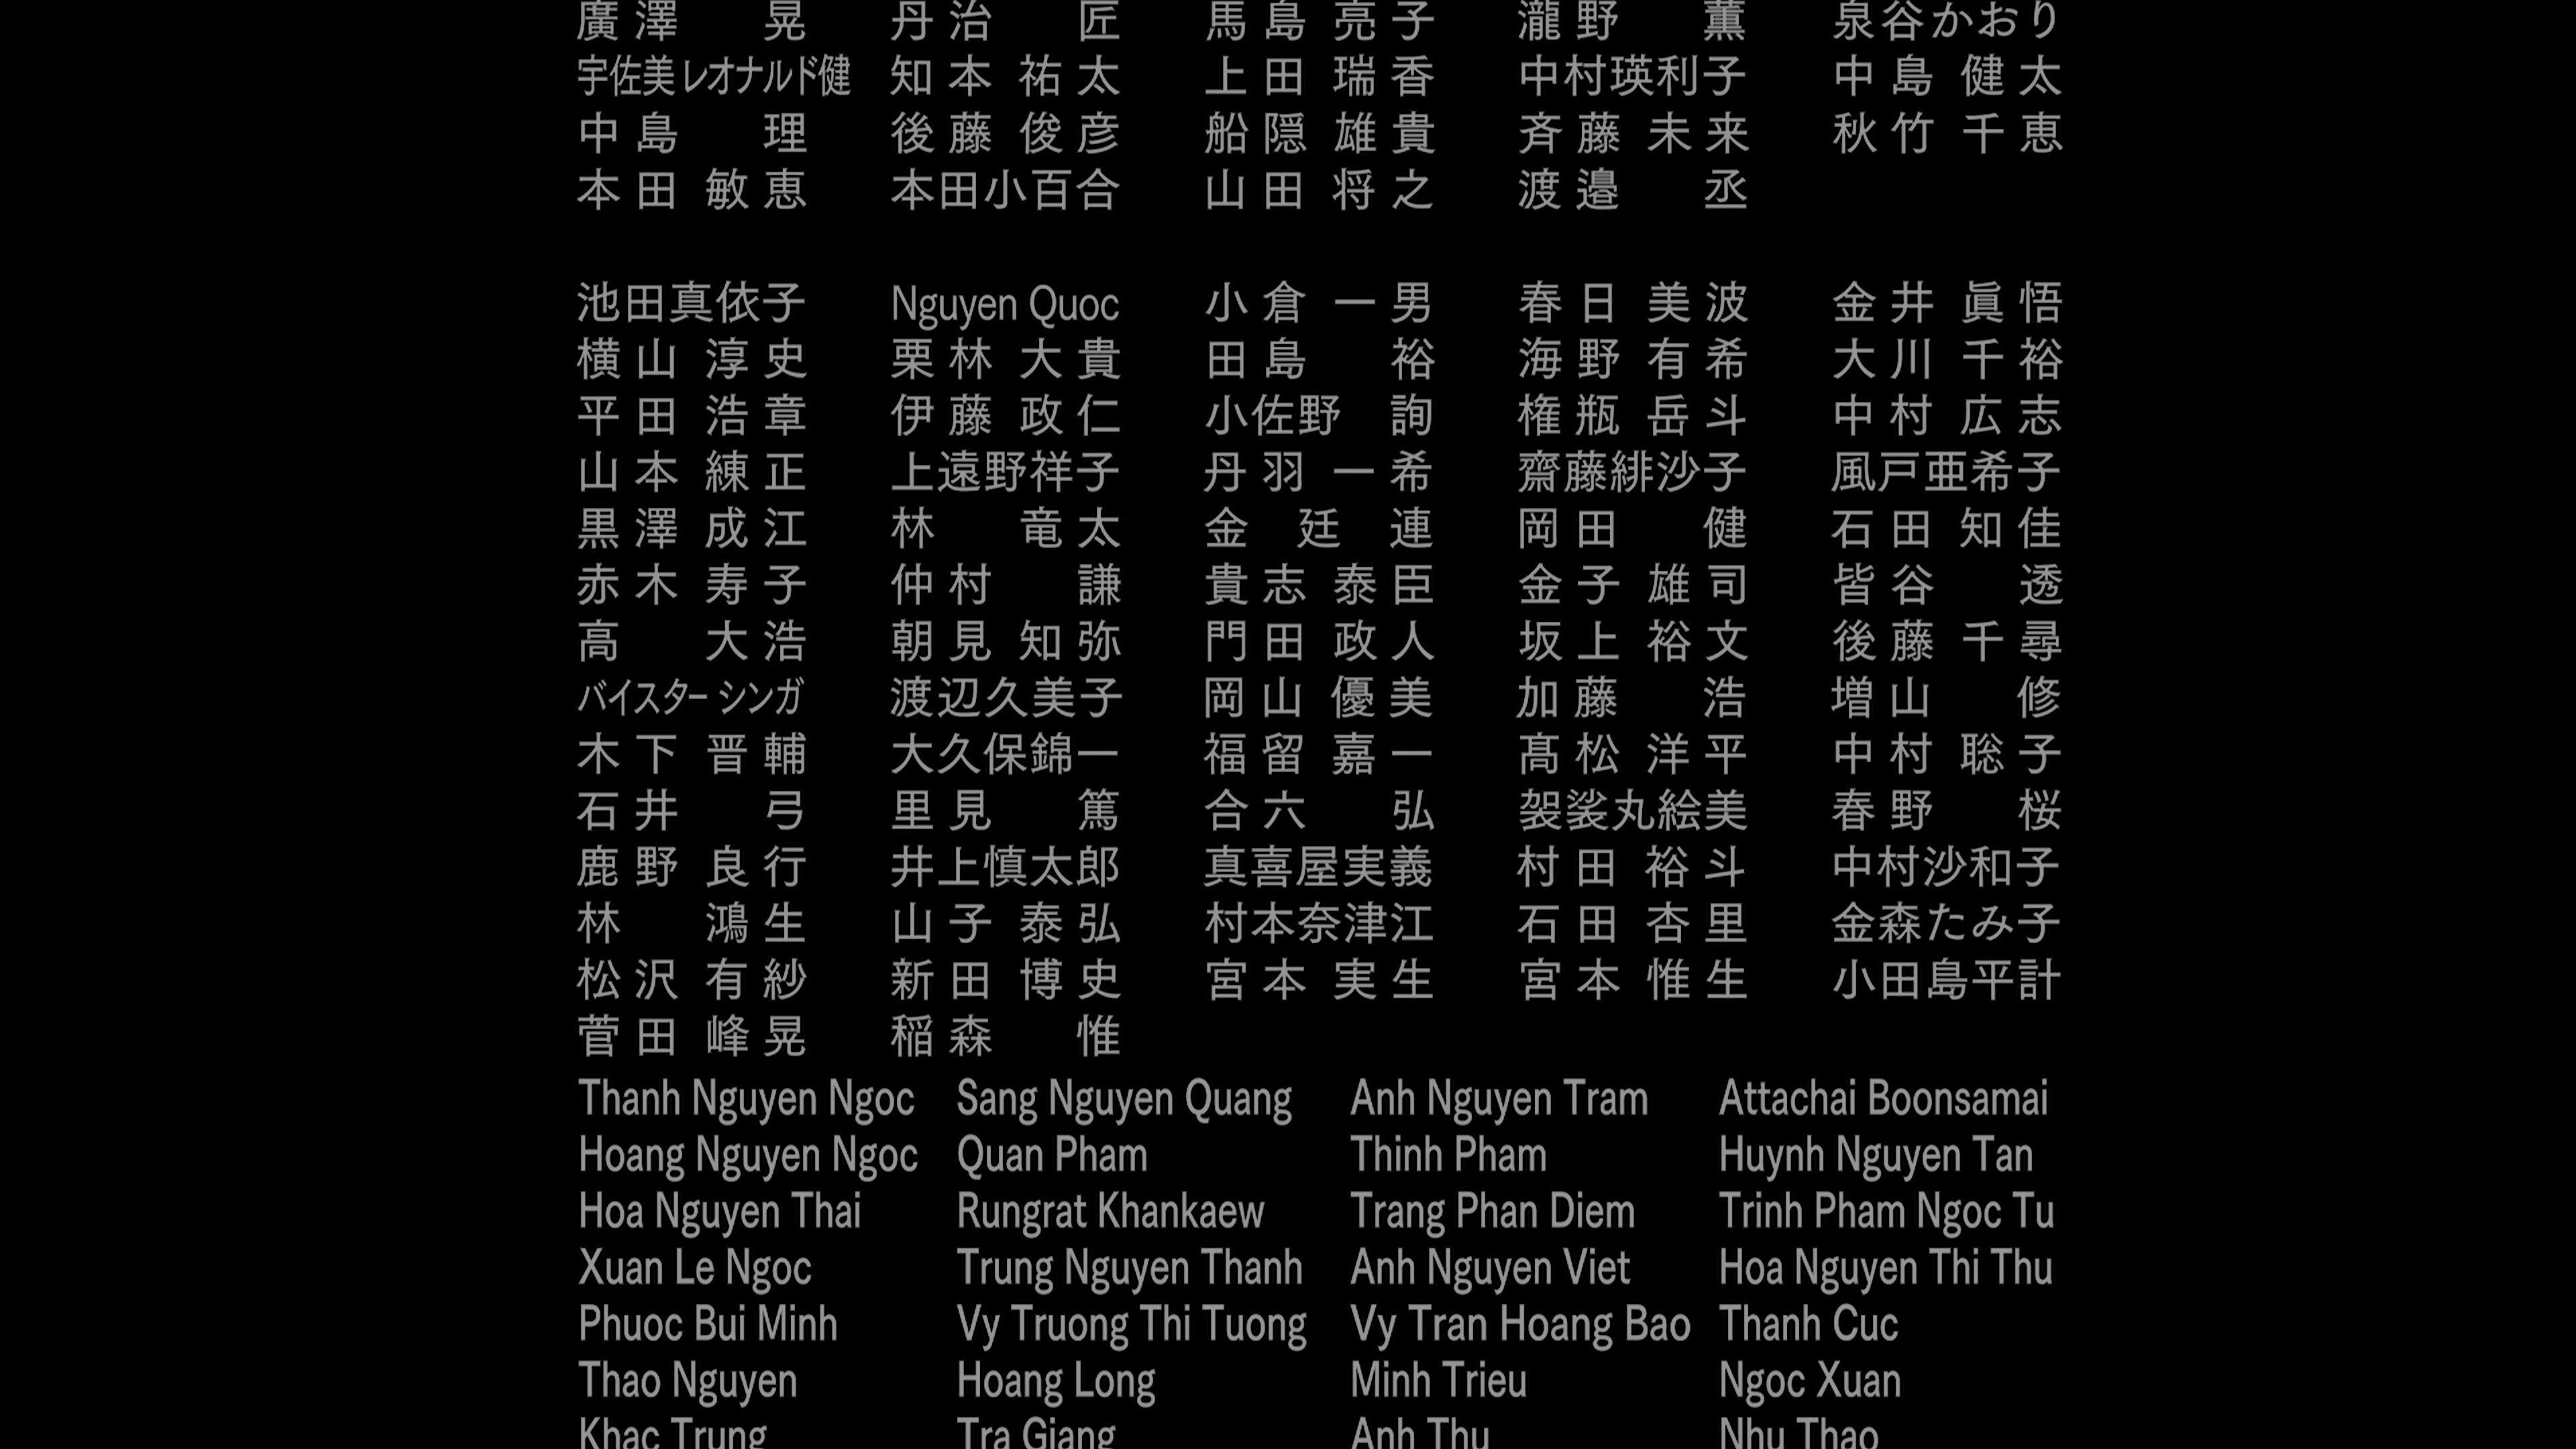 廣澤 晃 丹治 匠 馬島亮子 瀧野 薫 泉谷かおり
宇佐美レオナルド健 知本祐太 上田瑞香 中村瑛利子 中島健太
中島 理 後藤俊彦 船隠雄貴 斉藤未来 秋竹千恵
本田敏恵 本田小百合 山田将之 渡邉 丞
池田真依子 Nguyen Quoc 小倉一男 春日美波 金井眞悟
横山淳史 栗林大貴 田島 裕 海野有希 大川千裕
平田浩章 伊藤政仁 小佐野 詢 権瓶岳斗 中村広志
山本練正 上遠野祥子 丹羽一希 齋藤緋沙子 風戸亜希子
黒澤成江 林 竜太 金 廷 連 岡田 健 石田知佳
赤木寿子 仲村 謙 貴志泰臣 金子雄司 皆谷 透
高 大浩 朝見知弥 門田政人 坂上裕文 後藤千尋
バイスター シンガ 渡辺久美子 岡山優美 加藤 浩 増山 修
木下晋輔 大久保錦一 福留嘉一 髙松洋平 中村聡子
石井 弓 里見 篤 合六 弘 袈裟丸絵美 春野 桜
鹿野良行 井上慎太郎 真喜屋実義 村田裕斗 中村沙和子
林 鴻生 山子泰弘 村本奈津江 石田杏里 金森たみ子
松沢有紗 新田博史 宮本実生 宮本惟生 小田島平計
菅田峰晃 稲森 惟
Thanh Nguyen Ngoc Sang Nguyen Quang Anh Nguyen Tram Attachai Boonsamai
Hoang Nguyen Ngoc Quan Pham Thinh Pham Huynh Nguyen Tan
Hoa Nguyen Thai Rungrat Khankaew Trang Phan Diem Trinh Pham Ngoc Tu
Xuan Le Ngoc Trung Nguyen Thanh Anh Nguyen Viet Hoa Nguyen Thi Thu
Phuoc Bui Minh Vy Truong Thi Tuong Vy Tran Hoang Bao Thanh Cuc
Thao Nguyen Hoang Long Minh Trieu Ngoc Xuan
Khac Trung Tra Giang Anh Thu Nhu Thao